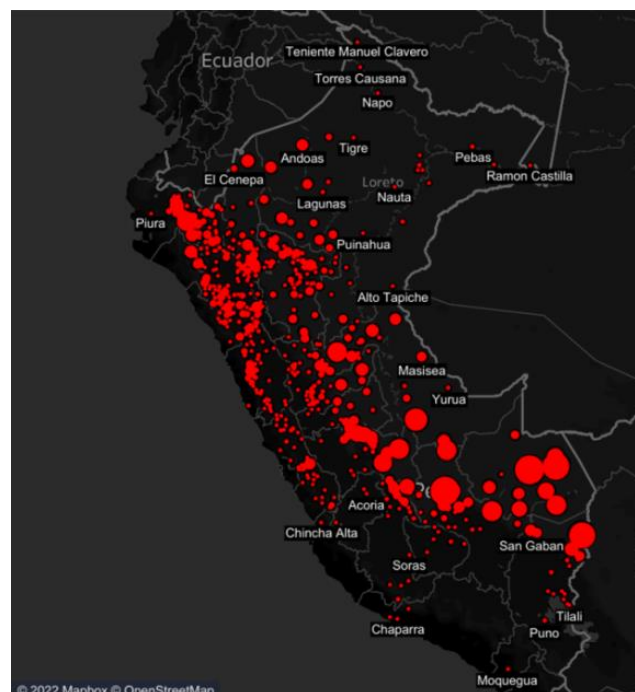 Teniente Manuel Clavero
Ecuador
Torres Causana
Napo
Tigre
Andoas
Pebas
El Cenepa
Ramon Castilla
Loreto
Lagunas
Nauta
Piura
Puinahua
Alto Tapiche
Masisea
Yurua
Pe
Acoria
Chincha Alta
San Gaban
Soras
Tilali
Chaparra
Puno
Moquegua
© 2022 Mapbox © OpenStreetMap